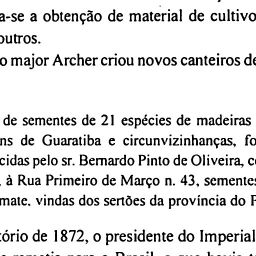 a-se a obtenção de material de cultivo
outros.
o major Archer criou novos canteiros de
de sementes de 21 espécies de madeiras
ns de Guaratiba e circunvizinhanças, fo
cidas pelo sr. Bernardo Pinto de Oliveira, c
, à Rua Primeiro de Março n. 43, sementes
mate, vindas dos sertões da província do P
ório de 1872, o presidente do Imperial